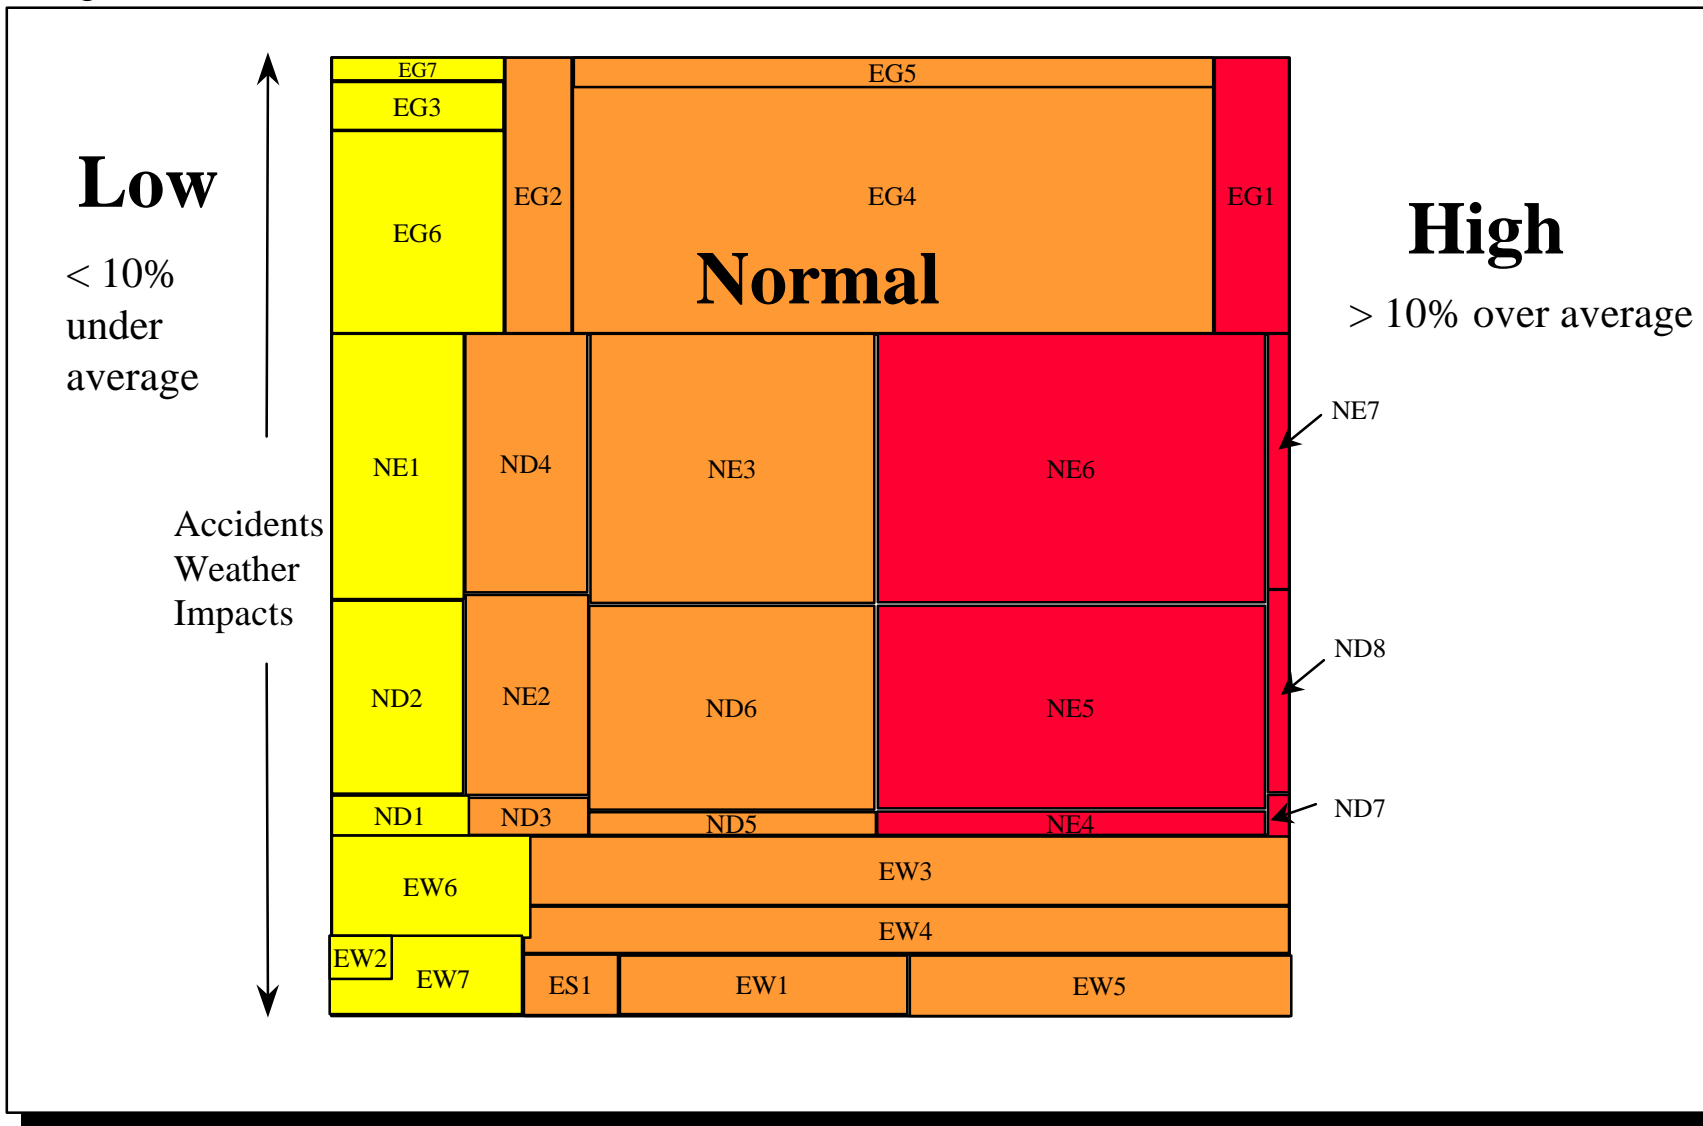 EG7
EG5
EG3
Low
EG2
EG4
EG1
EG6
High
< 10%
under
average
Normal
> 10% over average
NE7
NE1
ND4
NE3
NE6
Accidents
Weather
Impacts
ND8
ND2
NE2
ND6
NE5
ND7
ND1
ND3
ND5
NE4
EW6
EW3
EW4
EW2
EW7
ES1
EW1
EW5